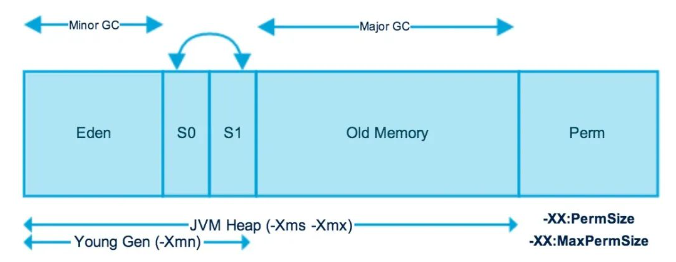 Minor GC
Major GC
Eden
S0
S1
Old Memory
Perm
JVM Heap (-Xms -Xmx)
-XX:PermSize
Young Gen (-Xmn)
-XX:MaxPermSize